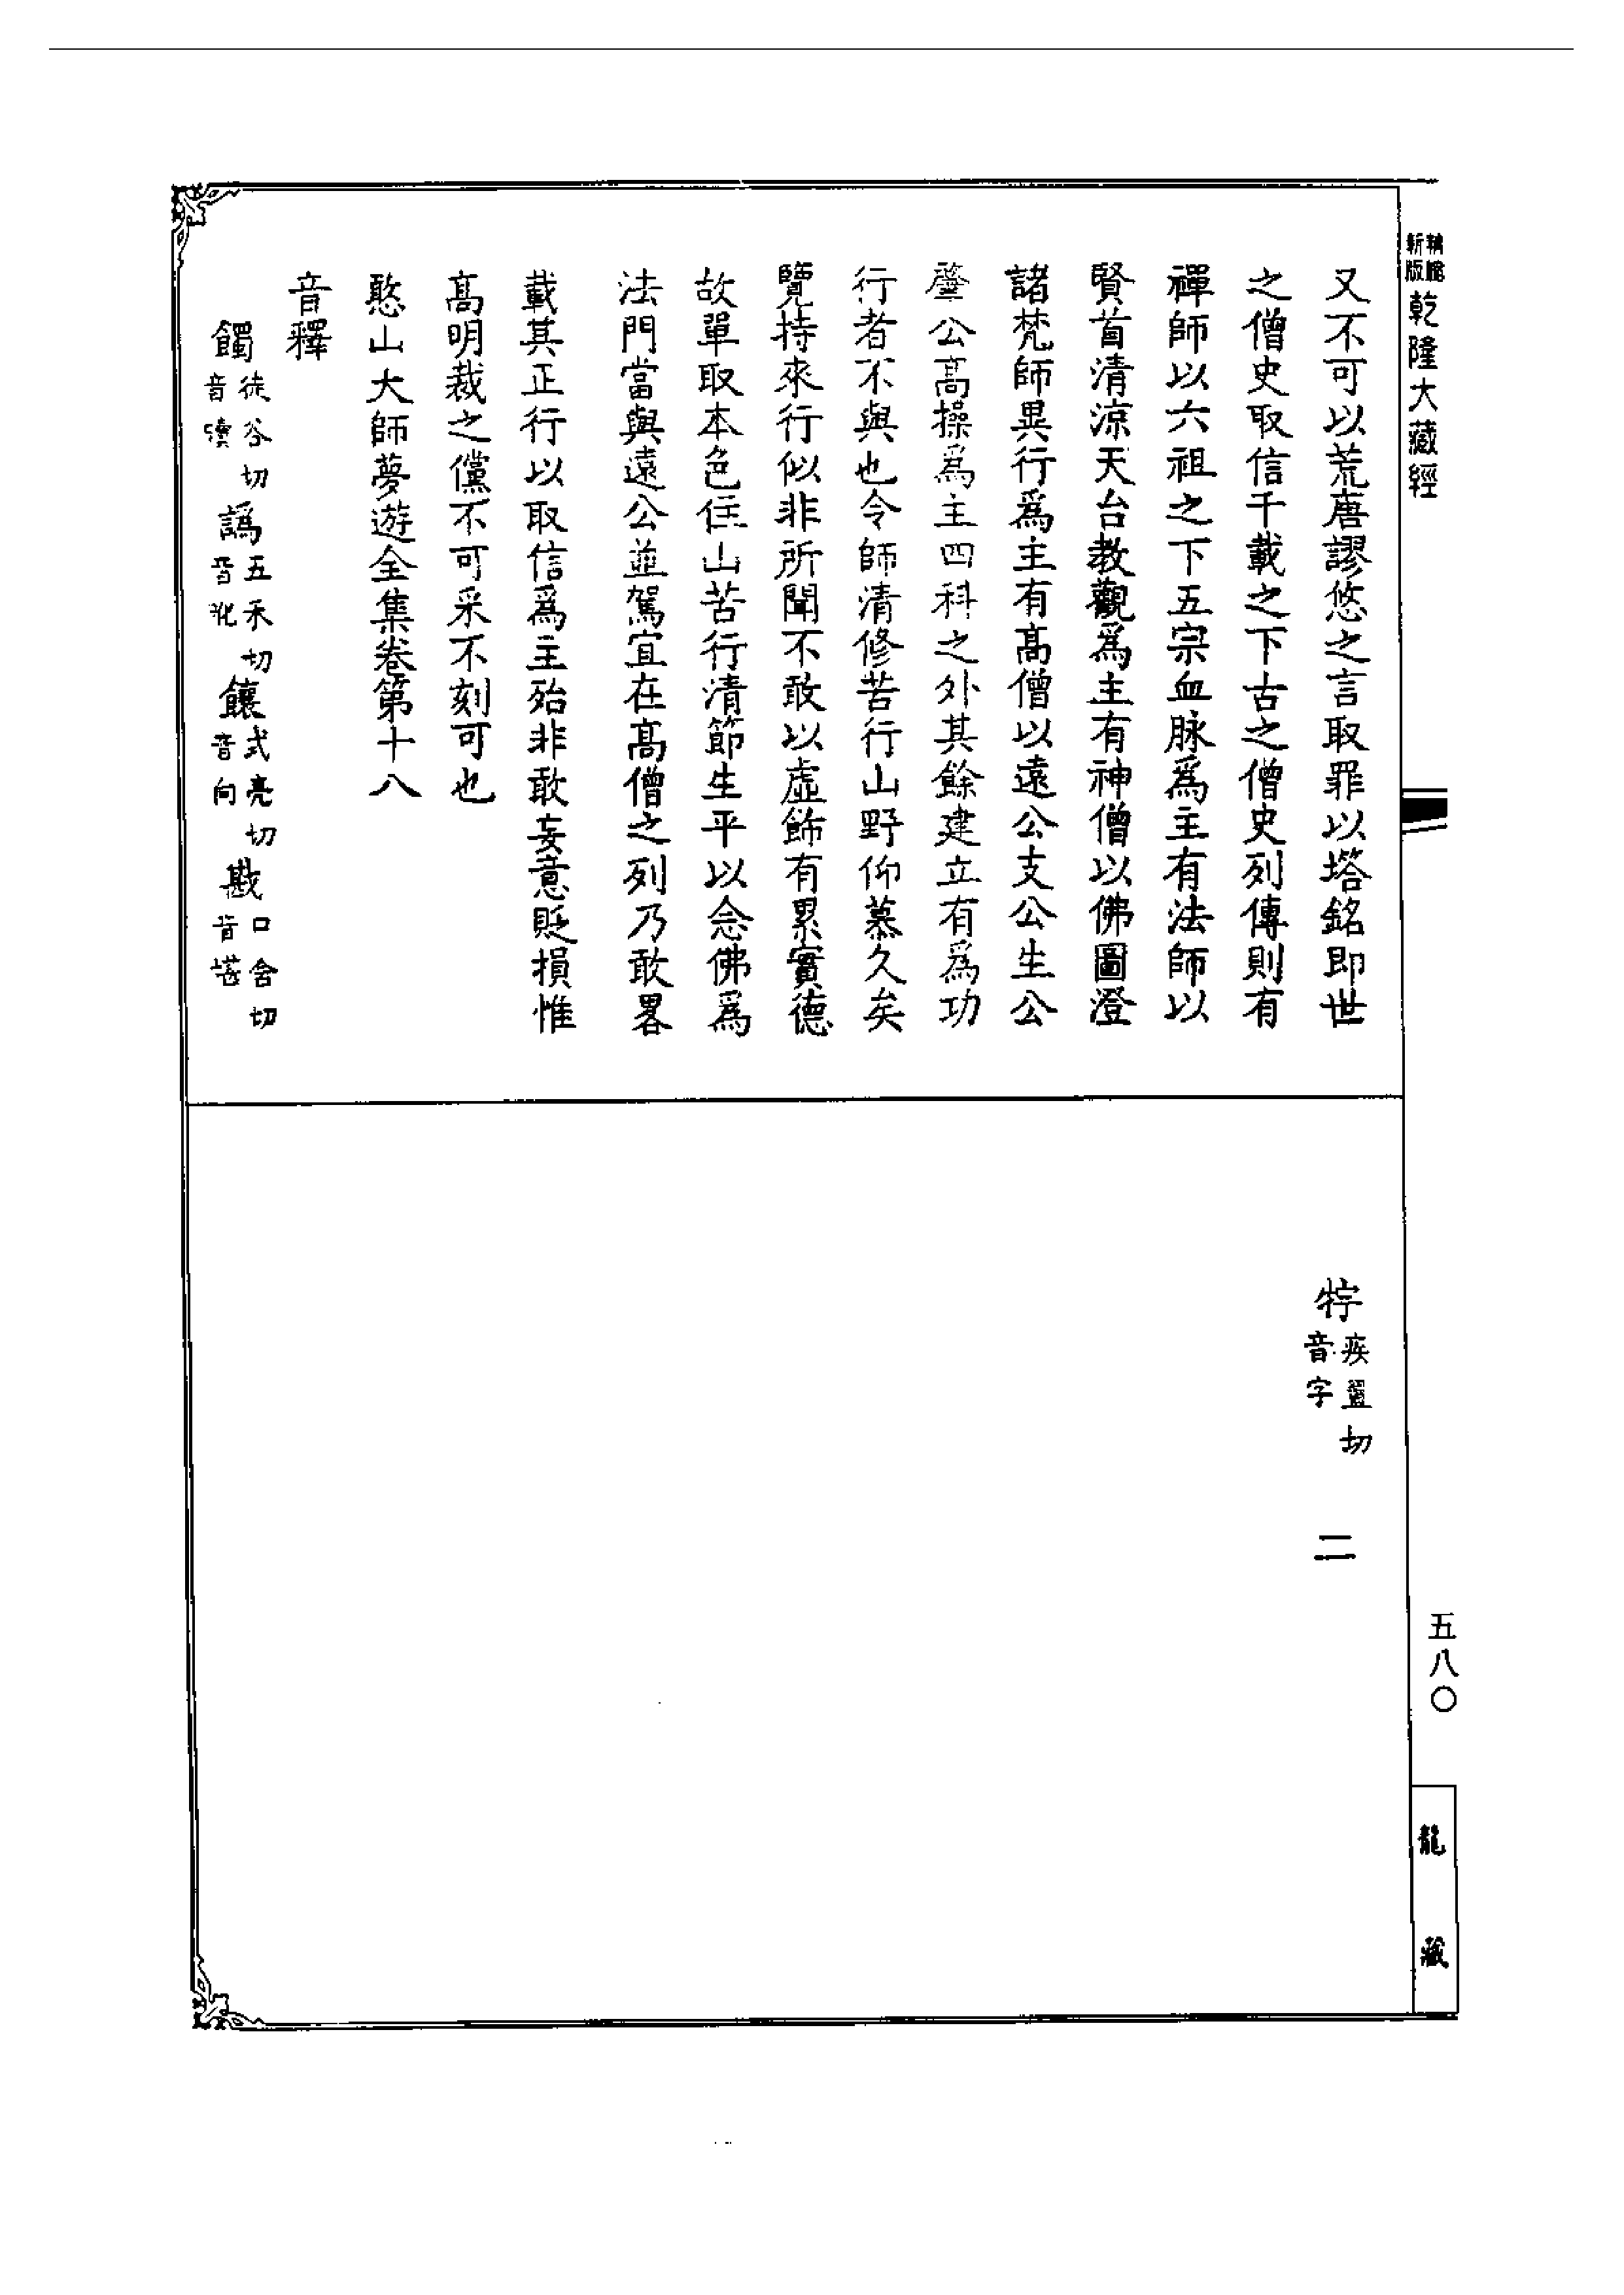 新版 乾隆大藏經
又不可以荒唐謬悠之言取罪以塔銘即世
之僧史取信千載之下古之僧史列傳則有
禪師以六祖之下五宗血脉爲主有法師以
賢首清涼天台教觀爲主有神僧以佛圖澄
諸梵師異行爲主有高僧以遠公支公生公
肇公高操爲主四科之外其餘建立有爲功
行者不與也令師清修苦行山野仰慕久矣
覽持來行似非所聞不敢以虛飾有累實德
故單取本色住山苦行清節生平以念佛爲
法門當與遠公並駕宜在高僧之列乃敢畧
載其正行以取信爲主殆非敢妄意貶損惟
高明裁之儻不可采不刻可也
憨山大師夢遊全集卷第十八
音釋
䭞徒谷切音讀 譌五禾切音訛 饟式亮切音向 戡口含切音堪
牸疾置切音字 二
五八〇
龍藏